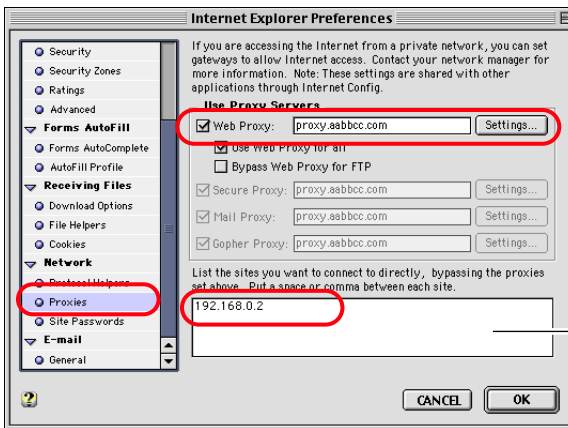 Internet Explorer Preferences
Security
Security Zones
Ratings
Advanced
Forms AutoFill
Forms AutoComplete
AutoFill Profile
Receiving Files
Download Options
File Helpers
Cookies
Network
Protocol Helpers
Proxies
Site Passwords
E-mail
General
If you are accessing the Internet from a private network, you can set
gateways to allow Internet access. Contact your network manager for
more information. Note: These settings are shared with other
applications through Internet Config.
Use Proxy Servers
Web Proxy: proxy.aabbcc.com Settings...
Use Web Proxy for all
Bypass Web Proxy for FTP
Secure Proxy: proxy.aabbcc.com Settings...
Mail Proxy: proxy.aabbcc.com Settings...
Gopher Proxy: proxy.aabbcc.com Settings...
List the sites you want to connect to directly, bypassing the proxies
set above. Put a space or comma between each site.
192.168.0.2
CANCEL OK